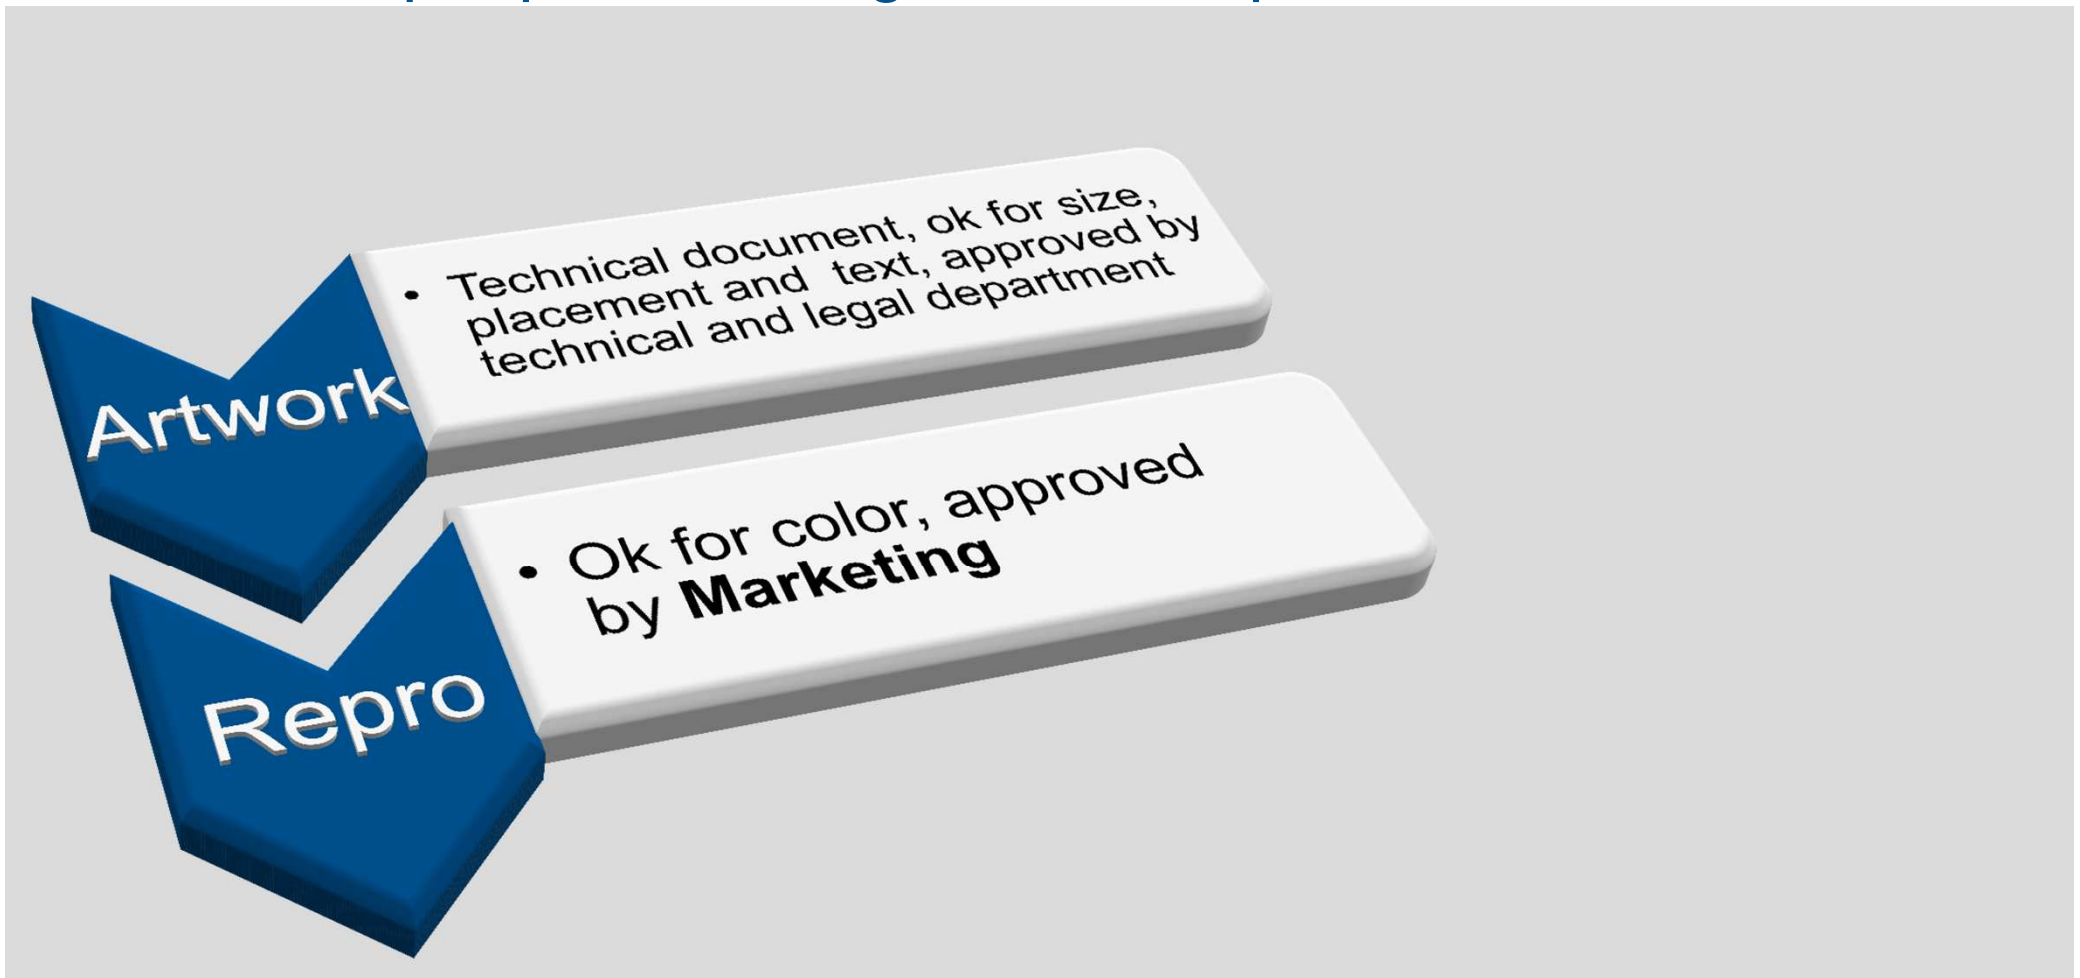 Artwork
• Technical document, ok for size,
placement and text, approved by
technical and legal department
Repro
• Ok for color, approved
by Marketing